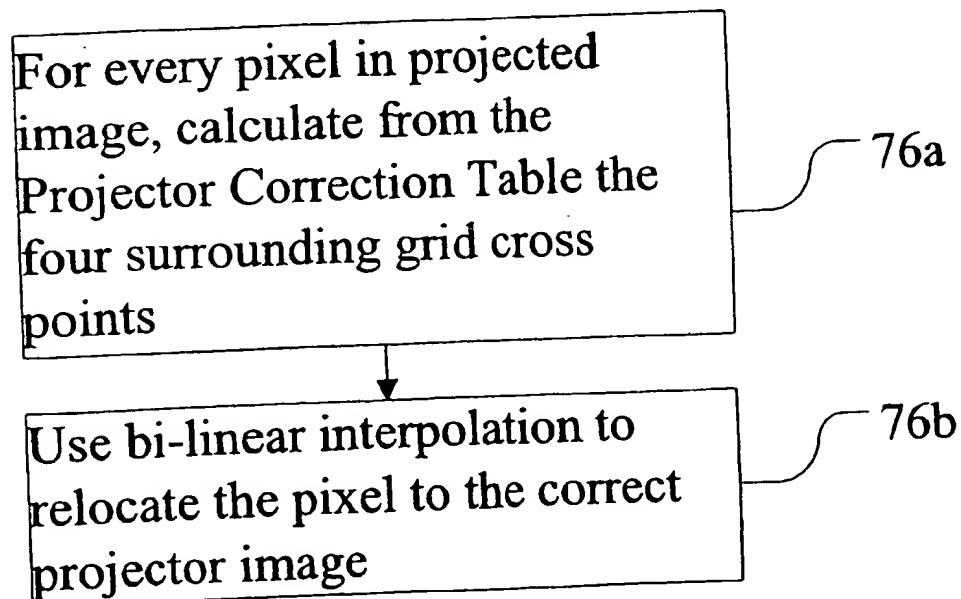 For every pixel in projected
image, calculate from the
Projector Correction Table the
four surrounding grid cross
points
76a
Use bi-linear interpolation to
relocate the pixel to the correct
projector image
76b